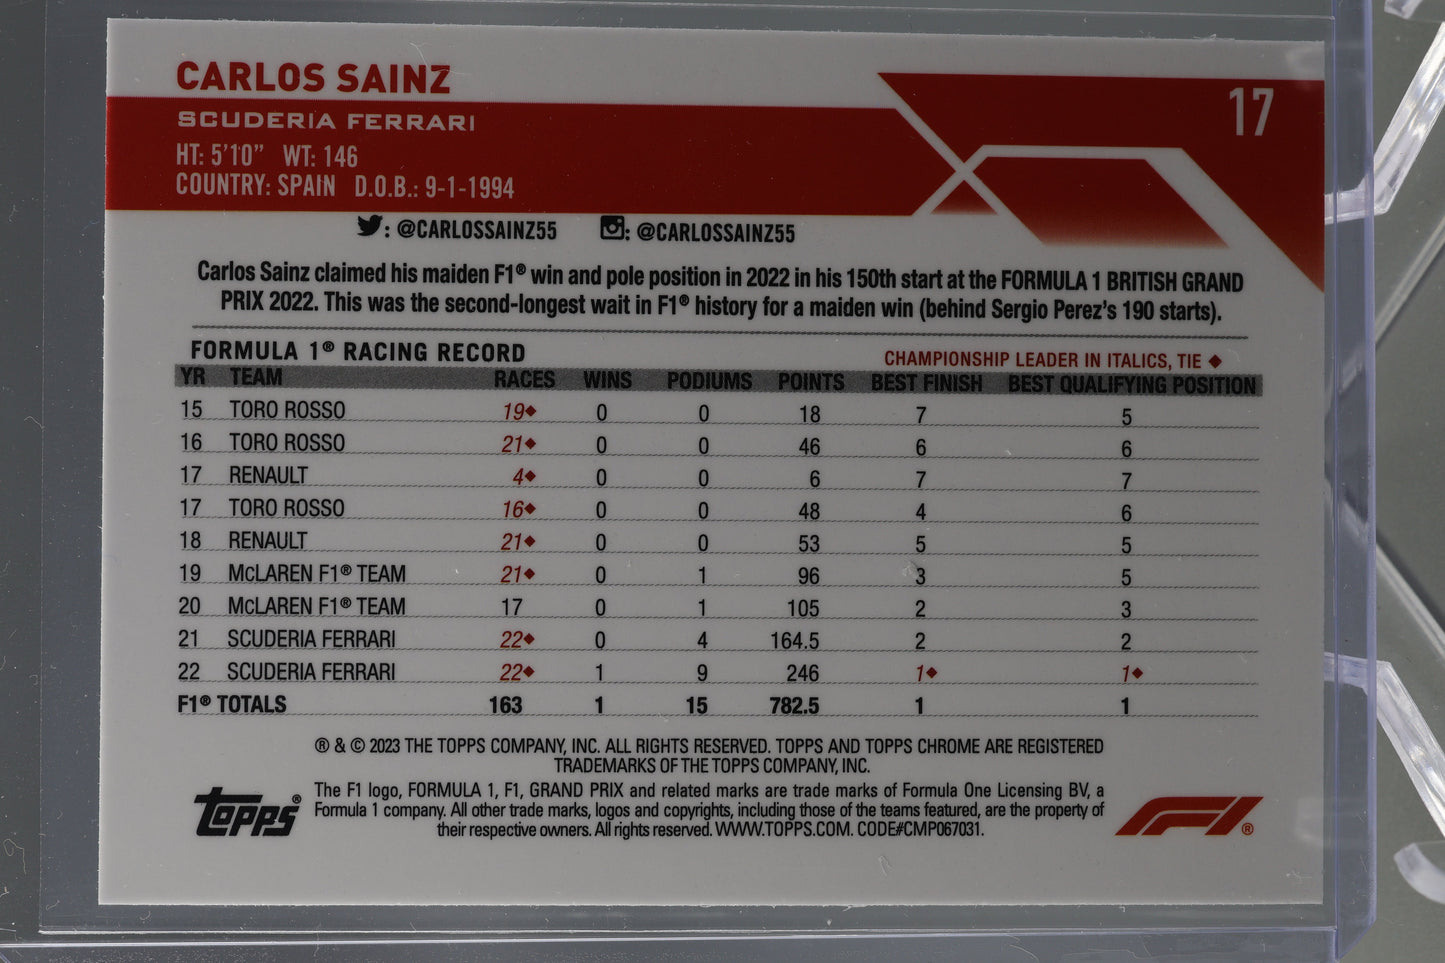 CARLOS SAINZ
17
SCUDERIA FERRARI
HT: 5'10" WT: 146
COUNTRY: SPAIN D.O.B.: 9-1-1994
: @CARLOSSAINZ55 : @CARLOSSAINZ55
Carlos Sainz claimed his maiden F1® win and pole position in 2022 in his 150th start at the FORMULA 1 BRITISH GRAND
PRIX 2022. This was the second-longest wait in F1® history for a maiden win (behind Sergio Perez's 190 starts).
FORMULA 1® RACING RECORD
CHAMPIONSHIP LEADER IN ITALICS, TIE ◆
YR TEAM RACES WINS PODIUMS POINTS BEST FINISH BEST QUALIFYING POSITION
15 TORO ROSSO 19◆ 0 0 18 7 5
16 TORO ROSSO 21◆ 0 0 46 6 6
17 RENAULT 4◆ 0 0 6 7 7
17 TORO ROSSO 16◆ 0 0 48 4 6
18 RENAULT 21◆ 0 0 53 5 5
19 McLAREN F1® TEAM 21◆ 0 1 96 3 5
20 McLAREN F1® TEAM 17 0 1 105 2 3
21 SCUDERIA FERRARI 22◆ 0 4 164.5 2 2
22 SCUDERIA FERRARI 22◆ 1 9 246 1◆ 1◆
F1® TOTALS 163 1 15 782.5 1 1
® & © 2023 THE TOPPS COMPANY, INC. ALL RIGHTS RESERVED. TOPPS AND TOPPS CHROME ARE REGISTERED
TRADEMARKS OF THE TOPPS COMPANY, INC.
The F1 logo, FORMULA 1, F1, GRAND PRIX and related marks are trade marks of Formula One Licensing BV, a
Formula 1 company. All other trade marks, logos and copyrights, including those of the teams featured, are the property of
their respective owners. All rights reserved. WWW.TOPPS.COM. CODE#CMP067031.
TOPPS®
F1®